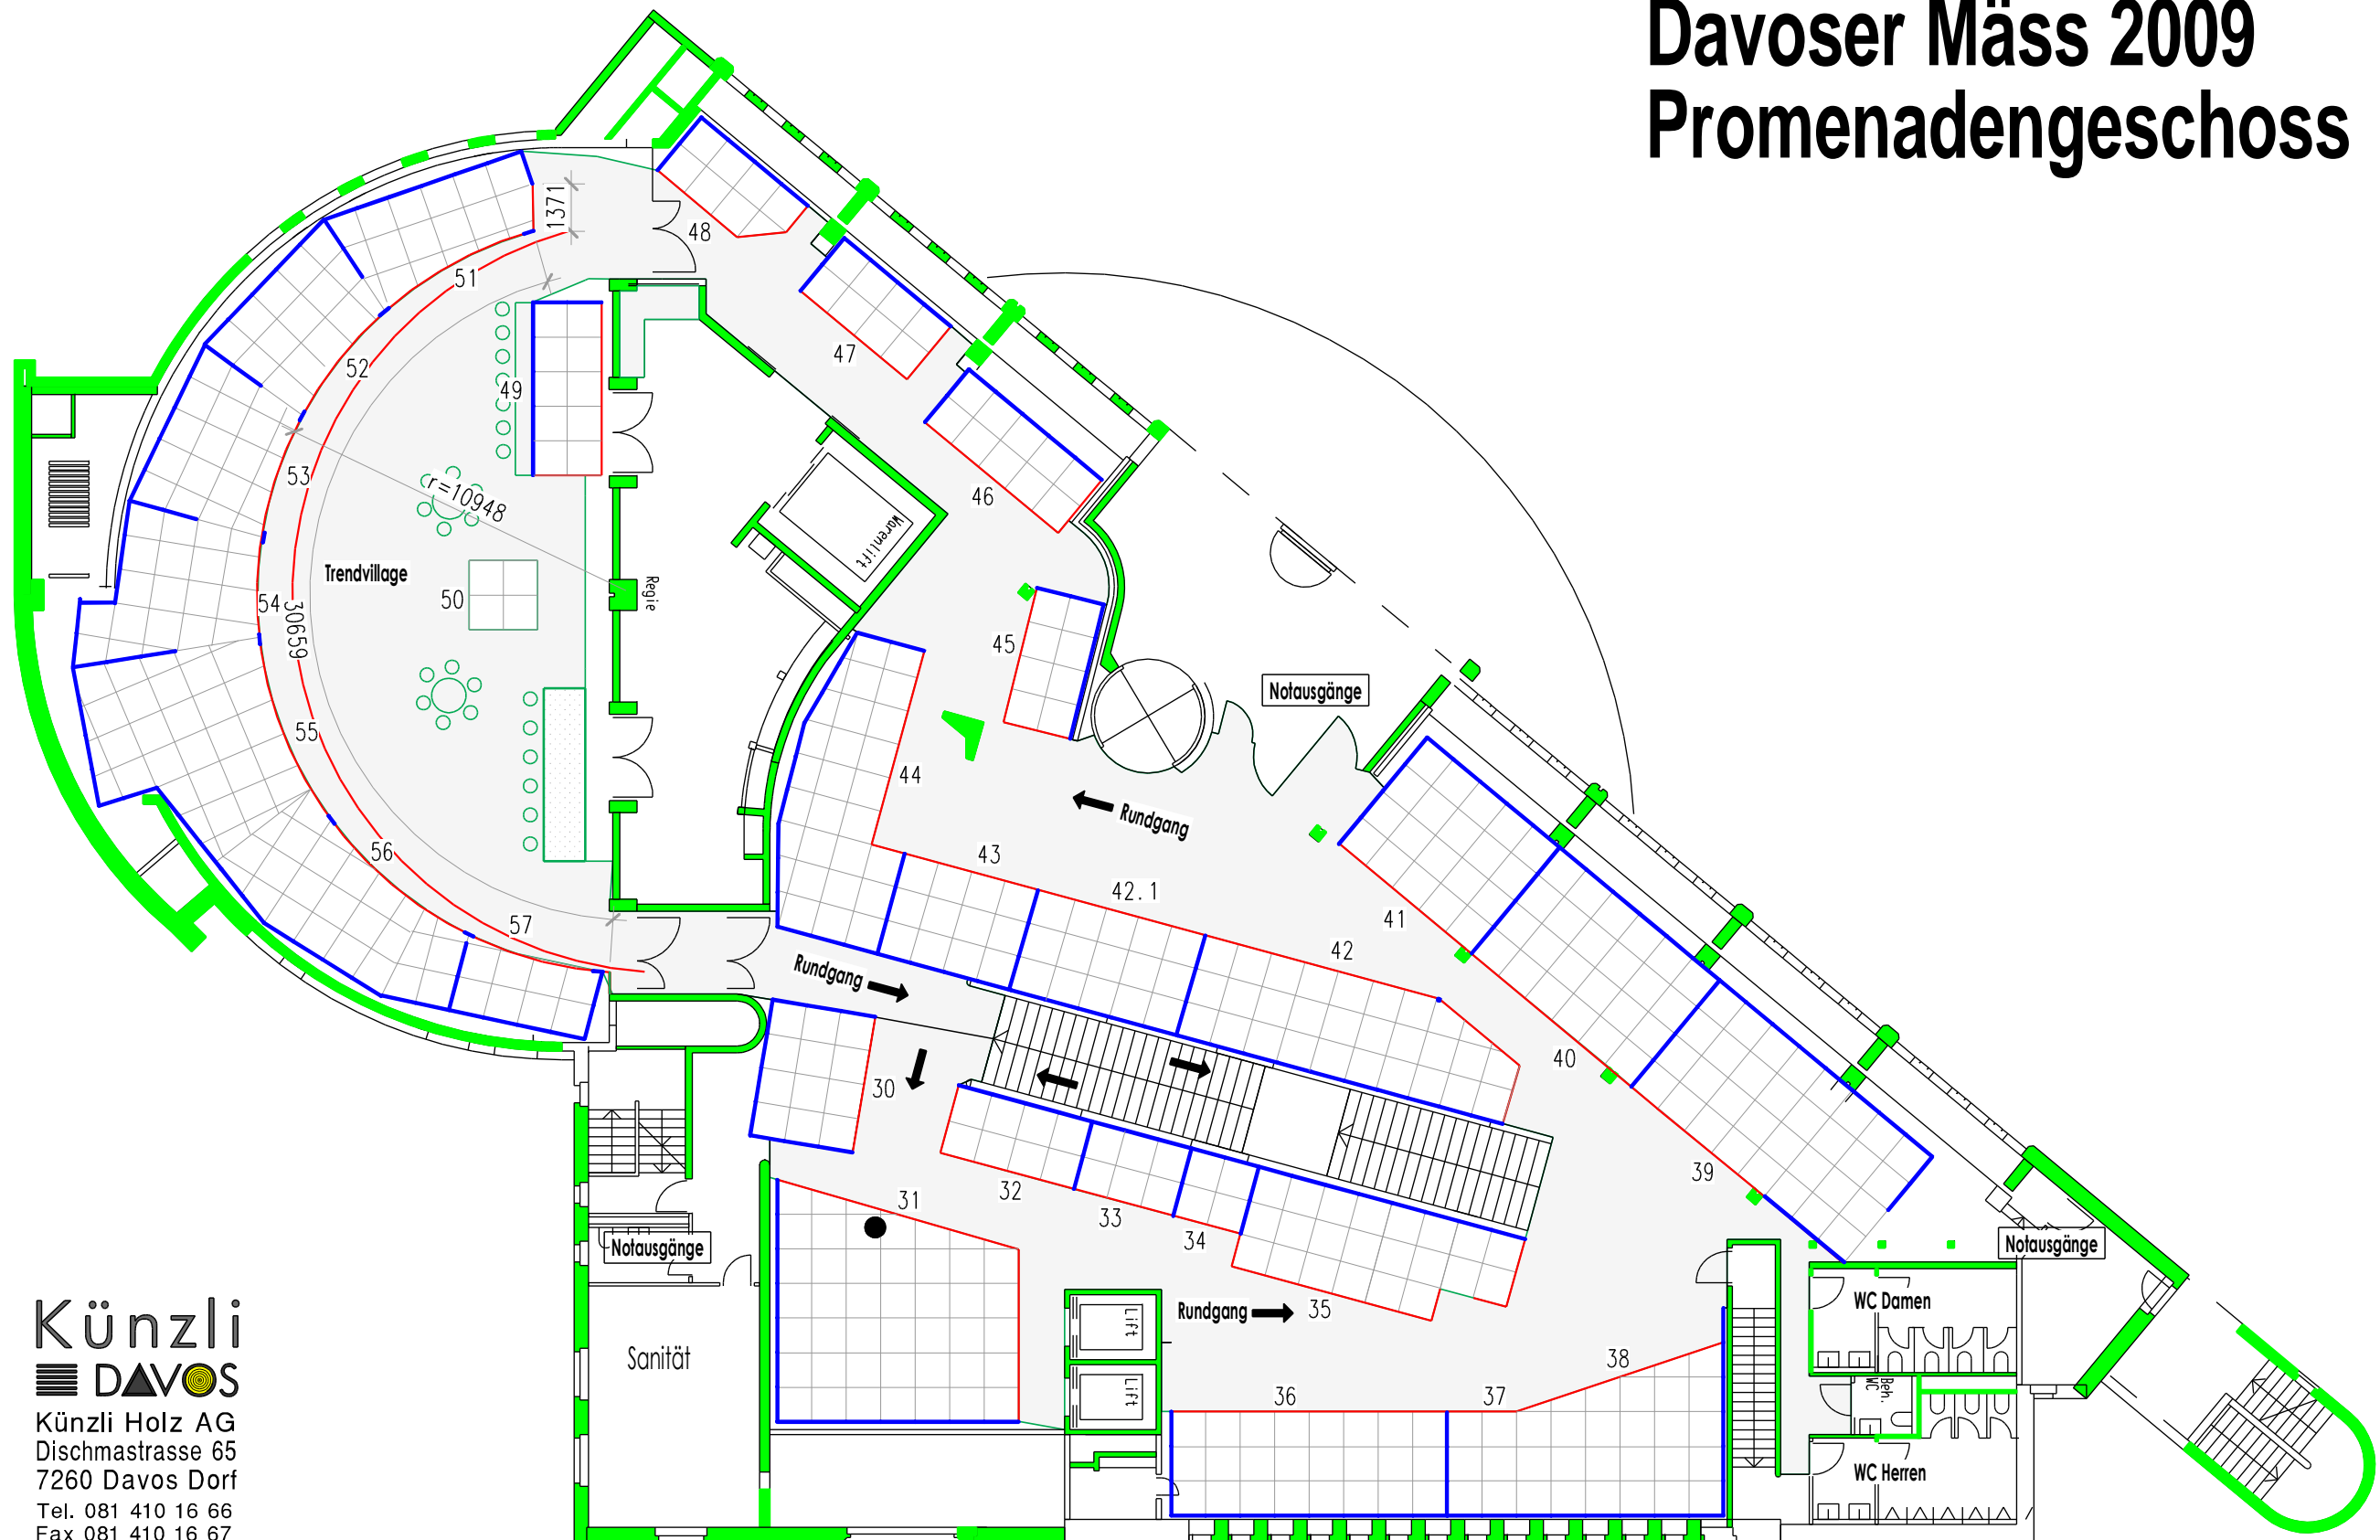 Davoser Mäss 2009
Promenadengeschoss
1371
48
51
47
52
49
46
53
r=10948
Warenlift
Trendvillage
50
Regie
54
30659
45
Notausgänge
55
44
Rundgang
56
43
42.1
41
42
57
Rundgang
40
30
39
32
31
33
34
Notausgänge
Notausgänge
35
Rundgang
Lift
Lift
Sanität
38
36
37
WC Damen
Beh.
WC
WC Herren
Künzli
DAVOS
Künzli Holz AG
Dischmastrasse 65
7260 Davos Dorf
Tel. 081 410 16 66
Fax 081 410 16 67